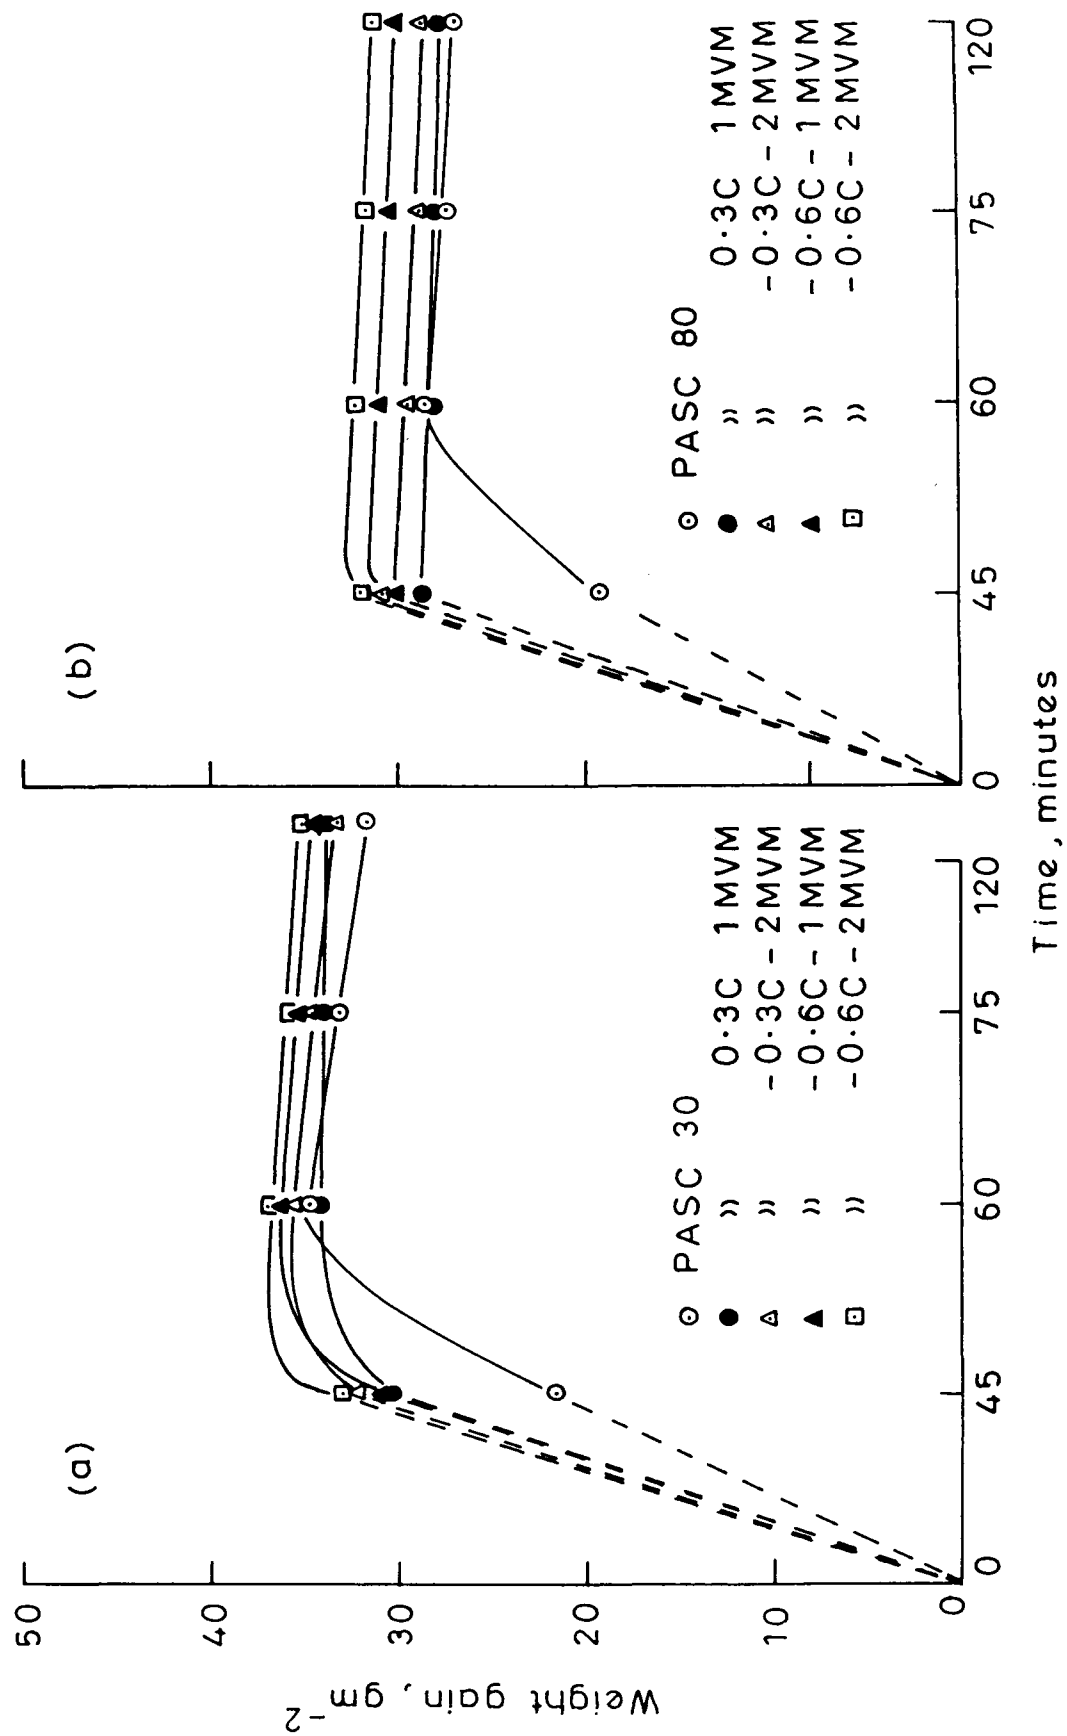 (a)
(b)
Weight gain, gm⁻²
50
40
30
20
10
0
0 45 60 75 120
0 45 60 75 120
Time, minutes
PASC 30
" 0·3C 1MVM
" -0·3C-2MVM
" -0·6C-1MVM
" -0·6C-2MVM
PASC 80
" 0·3C 1MVM
" -0·3C-2MVM
" -0·6C-1MVM
" -0·6C-2MVM